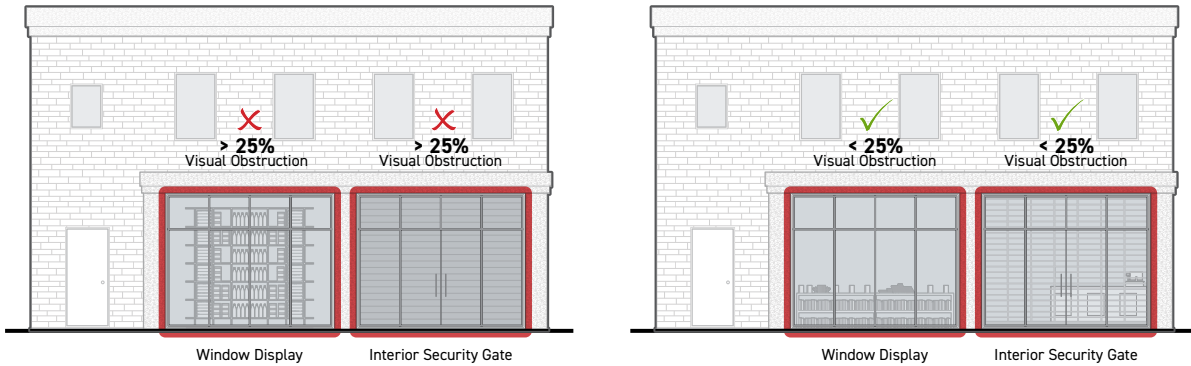 > 25%
Visual Obstruction
> 25%
Visual Obstruction
Window Display
Interior Security Gate
< 25%
Visual Obstruction
< 25%
Visual Obstruction
Window Display
Interior Security Gate